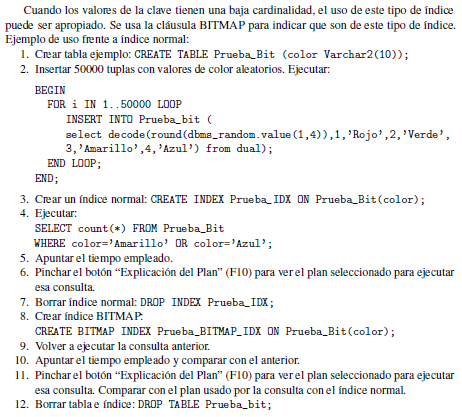 Cuando los valores de la clave tienen una baja cardinalidad, el uso de este tipo de índice
puede ser apropiado. Se usa la cláusula BITMAP para indicar que son de este tipo de índice.
Ejemplo de uso frente a índice normal:
1. Crear tabla ejemplo: CREATE TABLE Prueba_Bit (color Varchar2(10));
2. Insertar 50000 tuplas con valores de color aleatorios. Ejecutar:
BEGIN
FOR i IN 1..50000 LOOP
INSERT INTO Prueba_bit (
select decode(round(dbms_random.value(1,4)),1,'Rojo',2,'Verde',
3,'Amarillo',4,'Azul') from dual);
END LOOP;
END;
3. Crear un índice normal: CREATE INDEX Prueba_IDX ON Prueba_Bit(color);
4. Ejecutar:
SELECT count(*) FROM Prueba_Bit
WHERE color='Amarillo' OR color='Azul';
5. Apuntar el tiempo empleado.
6. Pinchar el botón “Explicación del Plan” (F10) para ver el plan seleccionado para ejecutar
esa consulta.
7. Borrar índice normal: DROP INDEX Prueba_IDX;
8. Crear índice BITMAP:
CREATE BITMAP INDEX Prueba_BITMAP_IDX ON Prueba_Bit(color);
9. Volver a ejecutar la consulta anterior.
10. Apuntar el tiempo empleado y comparar con el anterior.
11. Pinchar el botón “Explicación del Plan” (F10) para ver el plan seleccionado para ejecutar
esa consulta. Comparar con el plan usado por la consulta con el índice normal.
12. Borrar tabla e índice: DROP TABLE Prueba_bit;